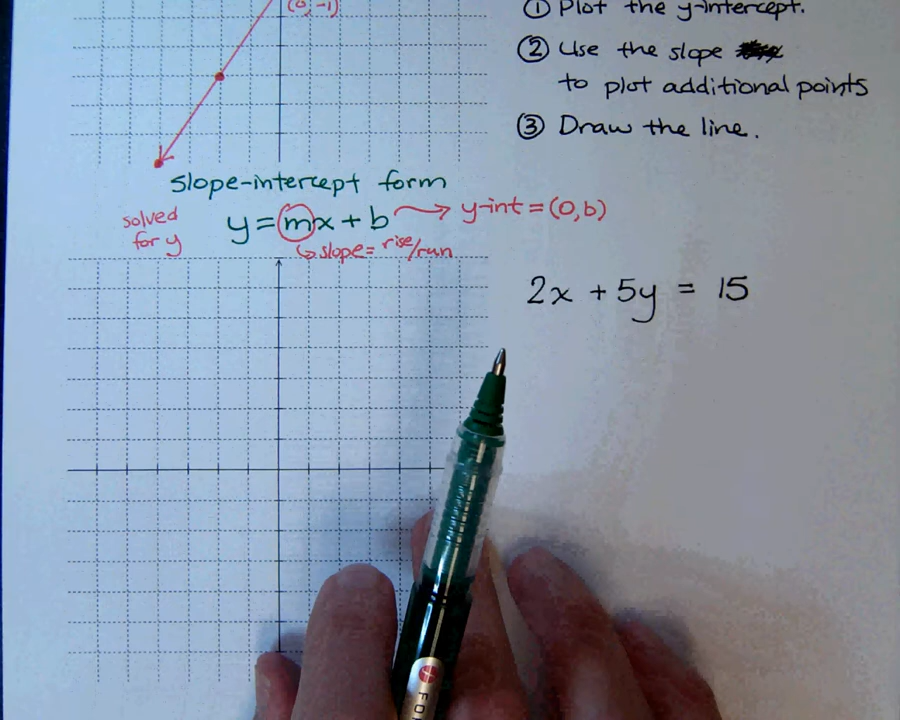 (0,-1)
① Plot the y-intercept.
② Use the slope
to plot additional points
③ Draw the line.
slope-intercept form
solved
for y
y = mx + b → y-int = (0,b)
↳ slope = rise/run
2x + 5y = 15